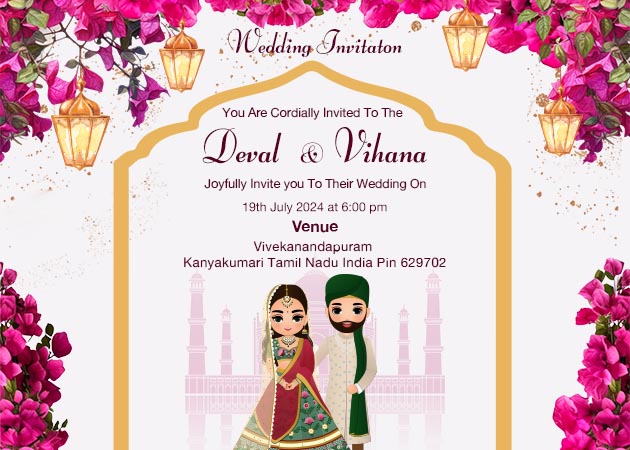 Wedding Invitaton
You Are Cordially Invited To The
Deval & Vihana
Joyfully Invite you To Their Wedding On
19th July 2024 at 6:00 pm
Venue
Vivekanandapuram
Kanyakumari Tamil Nadu India Pin 629702